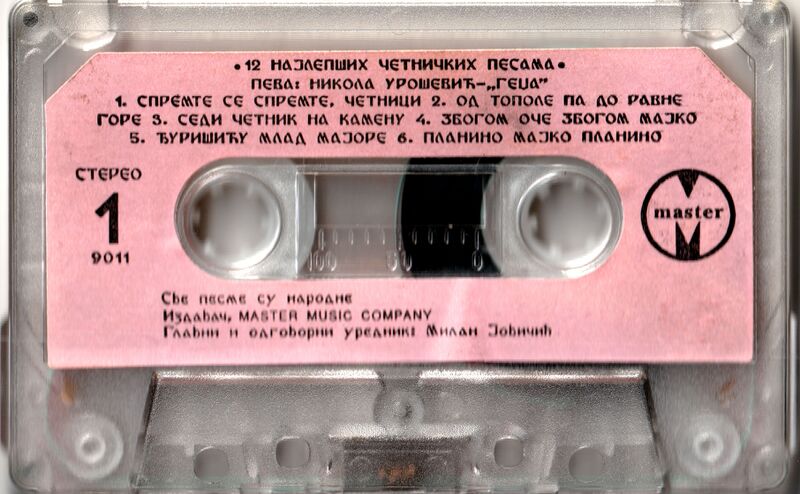 •12 НАЈЛЕПШИХ ЧЕТНИЧКИХ ПЕСАМА•
ПЕВА: НИКОЛА УРОШЕВИЋ-„ГЕЏА”
1. СПРЕМТЕ СЕ СПРЕМТЕ, ЧЕТНИЦИ 2. ОД ТОПОЛЕ ПА ДО РАВНЕ
ГОРЕ 3. СЕДИ ЧЕТНИК НА КАМЕНУ 4. ЗБОГОМ ОЧЕ ЗБОГОМ МАЈКО
5. ЂУРИШИЋУ МЛАД МАЈОРЕ 6. ПЛАНИНО МАЈКО ПЛАНИНО
СТЕРЕО
1
9011
master
M
100 50 0
Све песме су народне
Издавач, MASTER MUSIC COMPANY
Главни и одговорни уредник: Милан Јовичић